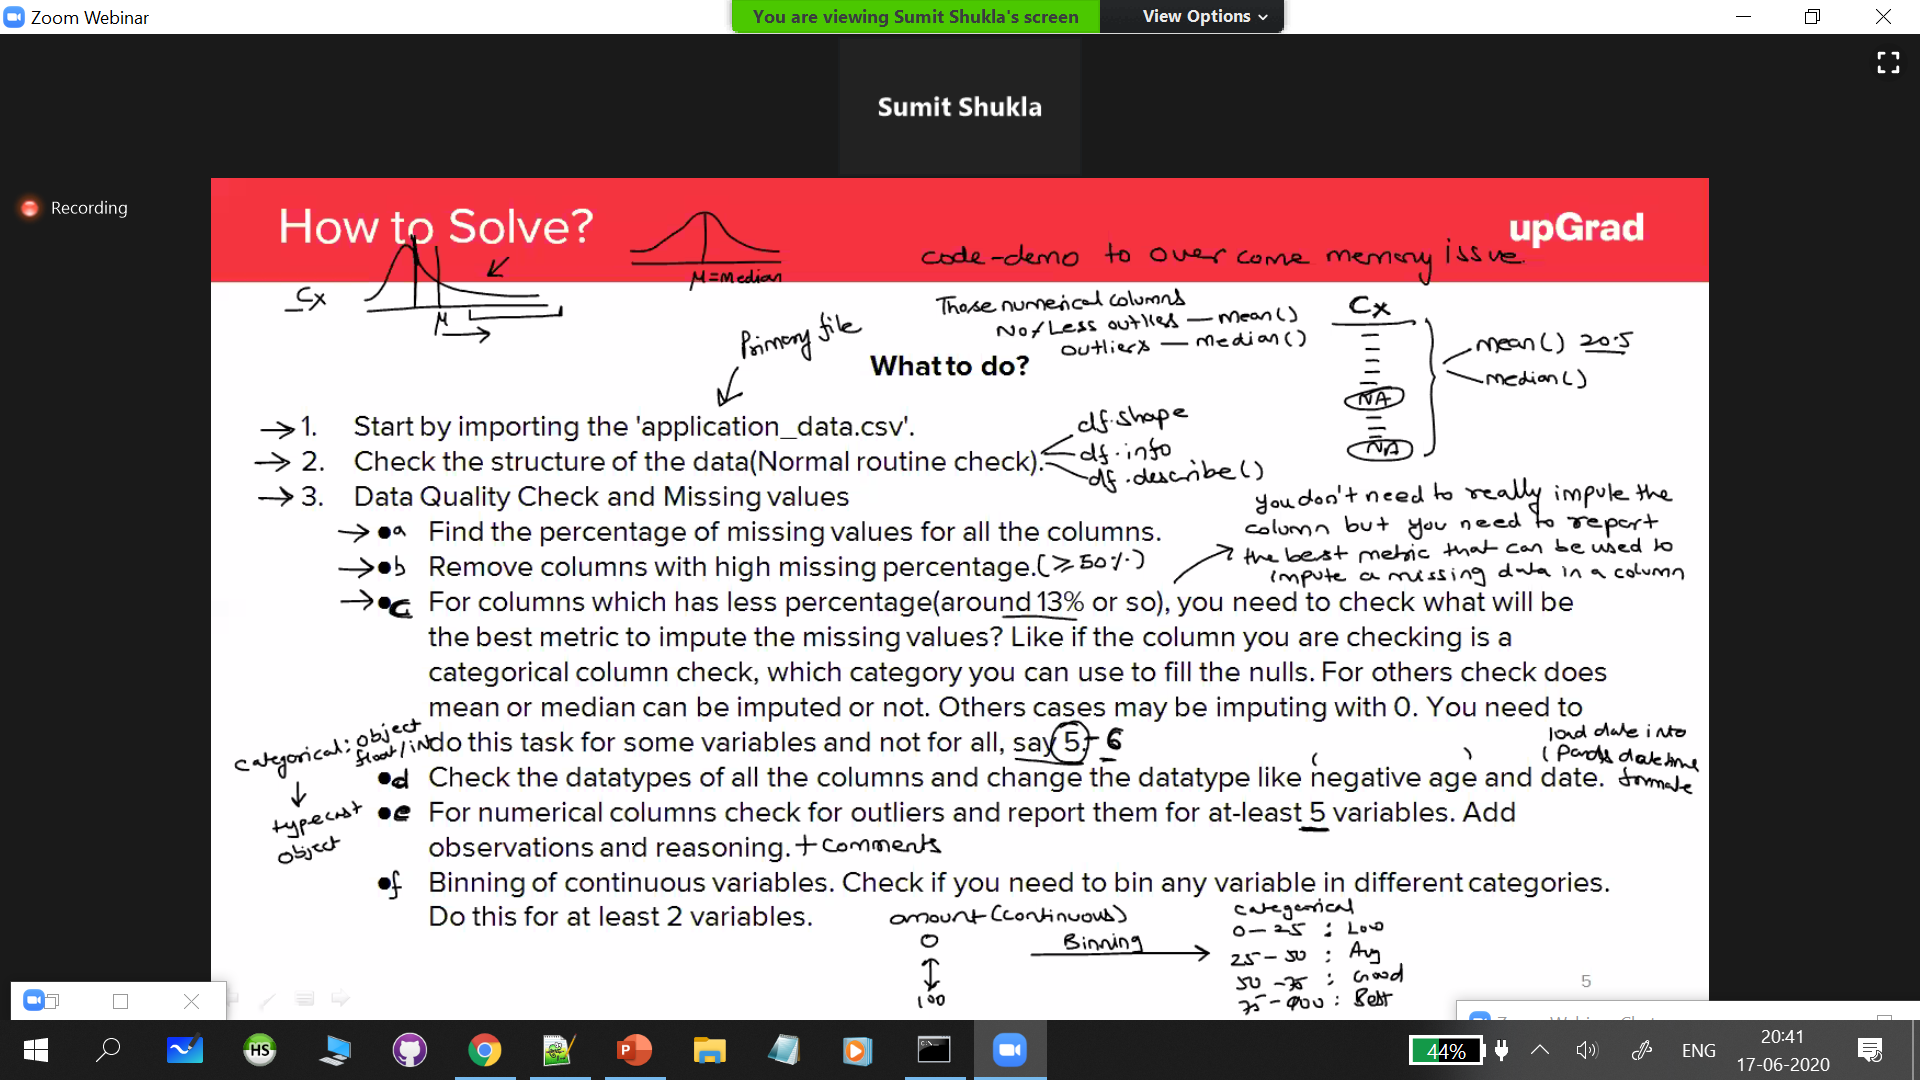 Zoom Webinar
You are viewing Sumit Shukla's screen
View Options
Sumit Shukla
Recording
How to Solve?
upGrad
μ=median
code-demo to over come memory issue.
Cx
μ
Primary file
Those numerical columns
No/Less outliers — mean()
outliers — median()
Cx
mean() 20.5
median()
NA
NA
What to do?
1. Start by importing the 'application_data.csv'.
2. Check the structure of the data(Normal routine check).
df.shape
df.info
df.describe()
3. Data Quality Check and Missing values
you don't need to really impute the
column but you need to report
the best metric that can be used to
impute a missing data in a column
a Find the percentage of missing values for all the columns.
b Remove columns with high missing percentage.(≥50%)
c For columns which has less percentage(around 13% or so), you need to check what will be
the best metric to impute the missing values? Like if the column you are checking is a
categorical column check, which category you can use to fill the nulls. For others check does
mean or median can be imputed or not. Others cases may be imputing with 0. You need to
do this task for some variables and not for all, say 5-6
categorical: object
float/int
typecast
object
load date into
Pandas datetime
formate
d Check the datatypes of all the columns and change the datatype like negative age and date.
e For numerical columns check for outliers and report them for at-least 5 variables. Add
observations and reasoning.+comments
f Binning of continuous variables. Check if you need to bin any variable in different categories.
Do this for at least 2 variables.
amount(continuous)
0
100
Binning
categorical
0-25 : Low
25-50 : Avg
50-75 : Good
75-100 : Best
5
HS
44%
ENG
20:41
17-06-2020